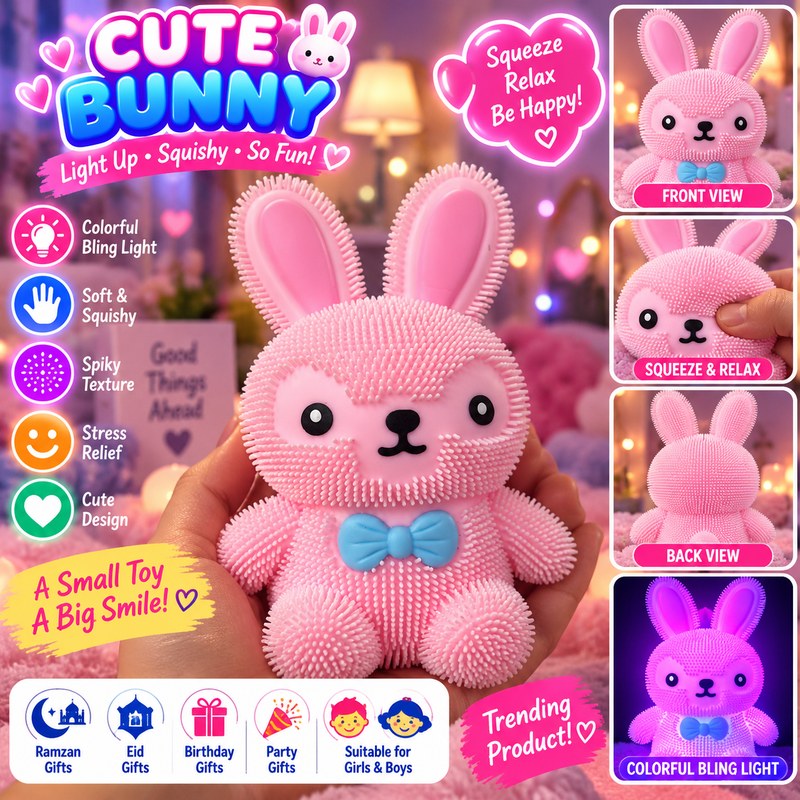 CUTE
BUNNY
Light Up • Squishy • So Fun!
Squeeze
Relax
Be Happy!
Colorful
Bling Light
Soft &
Squishy
Spiky
Texture
Stress
Relief
Cute
Design
Good
Things
Ahead
A Small Toy
A Big Smile!
Ramzan
Gifts
Eid
Gifts
Birthday
Gifts
Party
Gifts
Suitable for
Girls & Boys
Trending
Product!
FRONT VIEW
SQUEEZE & RELAX
BACK VIEW
COLORFUL BLING LIGHT